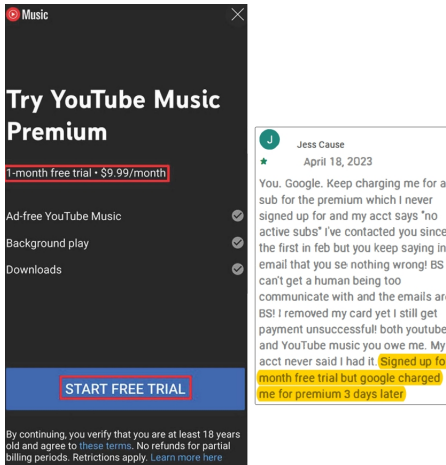 Music
Try YouTube Music
Premium
1-month free trial • $9.99/month
Ad-free YouTube Music
Background play
Downloads
START FREE TRIAL
By continuing, you verify that you are at least 18 years
old and agree to these terms. No refunds for partial
billing periods. Retrictions apply. Learn more here
J
Jess Cause
April 18, 2023
You. Google. Keep charging me for a
sub for the premium which I never
signed up for and my acct says "no
active subs" I've contacted you since
the first in feb but you keep saying in
email that you se nothing wrong! BS
can't get a human being too
communicate with and the emails are
BS! I removed my card yet I still get
payment unsuccessful! both youtube
and YouTube music you owe me. My
acct never said I had it. Signed up fo
month free trial but google charged
me for premium 3 days later